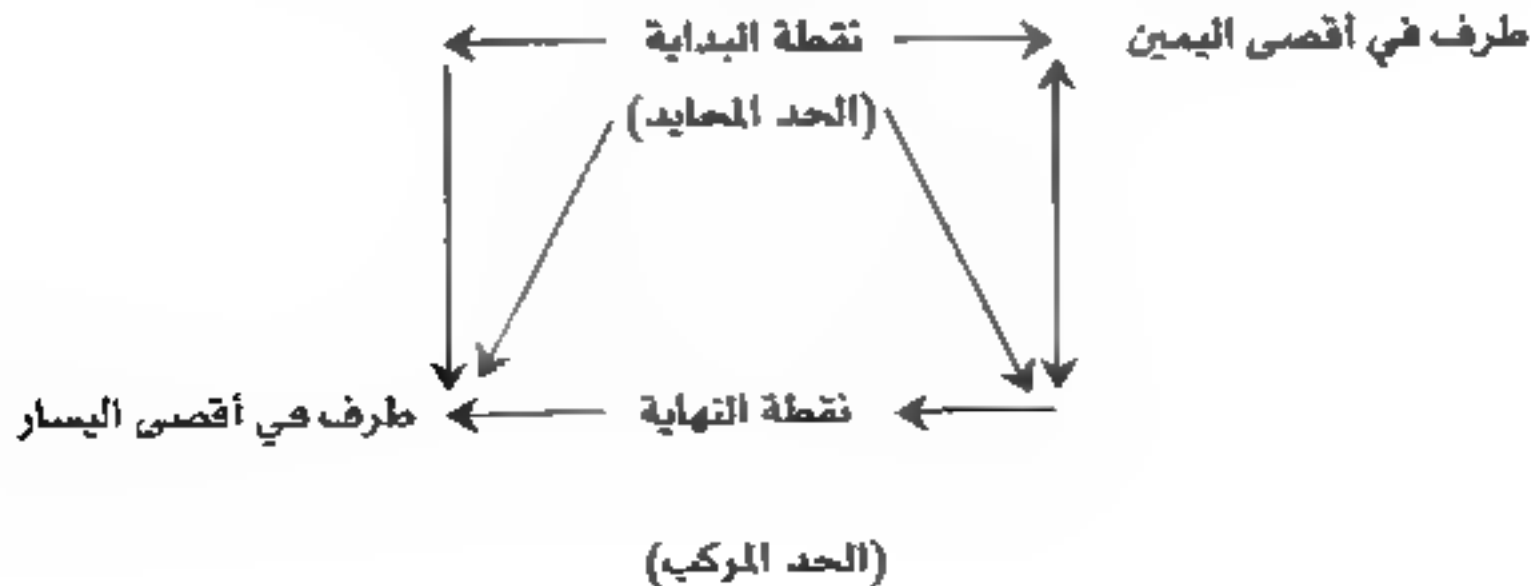 طرف في أقصى اليمين
نقطة البداية
(الحد المحايد)
نقطة النهاية
طرف في أقصى اليسار
(الحد المركب)